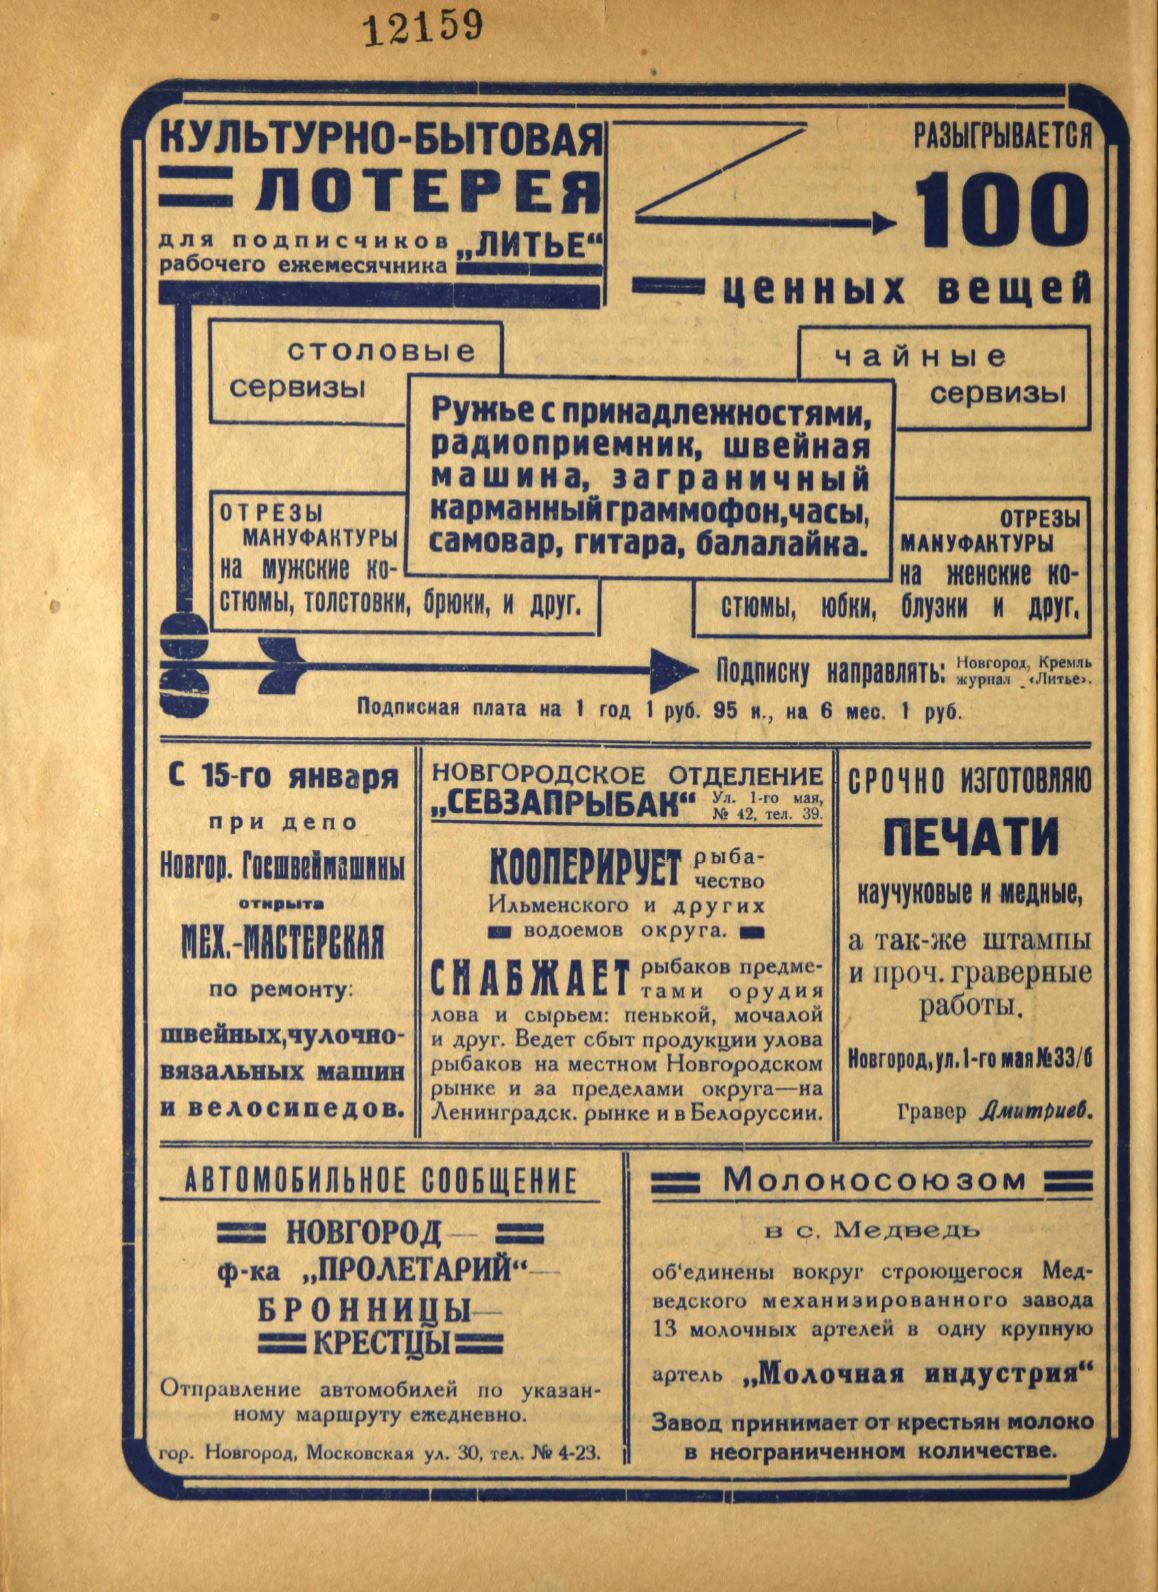 12159
КУЛЬТУРНО-БЫТОВАЯ
ЛОТЕРЕЯ
для подписчиков
рабочего ежемесячника „ЛИТЬЕ“
РАЗЫГРЫВАЕТСЯ
100
ценных вещей
столовые
сервизы
чайные
сервизы
Ружье с принадлежностями,
радиоприемник, швейная
машина, заграничный
карманный граммофон, часы,
самовар, гитара, балалайка.
ОТРЕЗЫ
МАНУФАКТУРЫ
на мужские ко-
стюмы, толстовки, брюки, и друг.
ОТРЕЗЫ
МАНУФАКТУРЫ
на женские ко-
стюмы, юбки, блузки и друг.
Подписку направлять: Новгород, Кремль
журнал «Литье».
Подписная плата на 1 год 1 руб. 95 к., на 6 мес. 1 руб.
С 15-го января
при депо
Новгор. Госшвеймашины
открыта
МЕХ.-МАСТЕРСКАЯ
по ремонту:
швейных, чулочно-
вязальных машин
и велосипедов.
НОВГОРОДСКОЕ ОТДЕЛЕНИЕ
„СЕВЗАПРЫБАК“ Ул. 1-го мая,
№ 42, тел. 39.
КООПЕРИРУЕТ рыба-
чество
Ильменского и других
водоемов округа.
СНАБЖАЕТ рыбаков предме-
тами орудия
лова и сырьем: пенькой, мочалой
и друг. Ведет сбыт продукции улова
рыбаков на местном Новгородском
рынке и за пределами округа—на
Ленинградск. рынке и в Белоруссии.
СРОЧНО ИЗГОТОВЛЯЮ
ПЕЧАТИ
каучуковые и медные,
а так-же штампы
и проч. граверные
работы.
Новгород, ул. 1-го мая № 33/б
Гравер Дмитриев.
АВТОМОБИЛЬНОЕ СООБЩЕНИЕ
НОВГОРОД—
ф-ка „ПРОЛЕТАРИЙ“—
БРОННИЦЫ—
КРЕСТЦЫ
Отправление автомобилей по указан-
ному маршруту ежедневно.
гор. Новгород, Московская ул. 30, тел. № 4-23.
Молокосоюзом
в с. Медведь
об‘единены вокруг строющегося Мед-
ведского механизированного завода
13 молочных артелей в одну крупную
артель „Молочная индустрия“
Завод принимает от крестьян молоко
в неограниченном количестве.